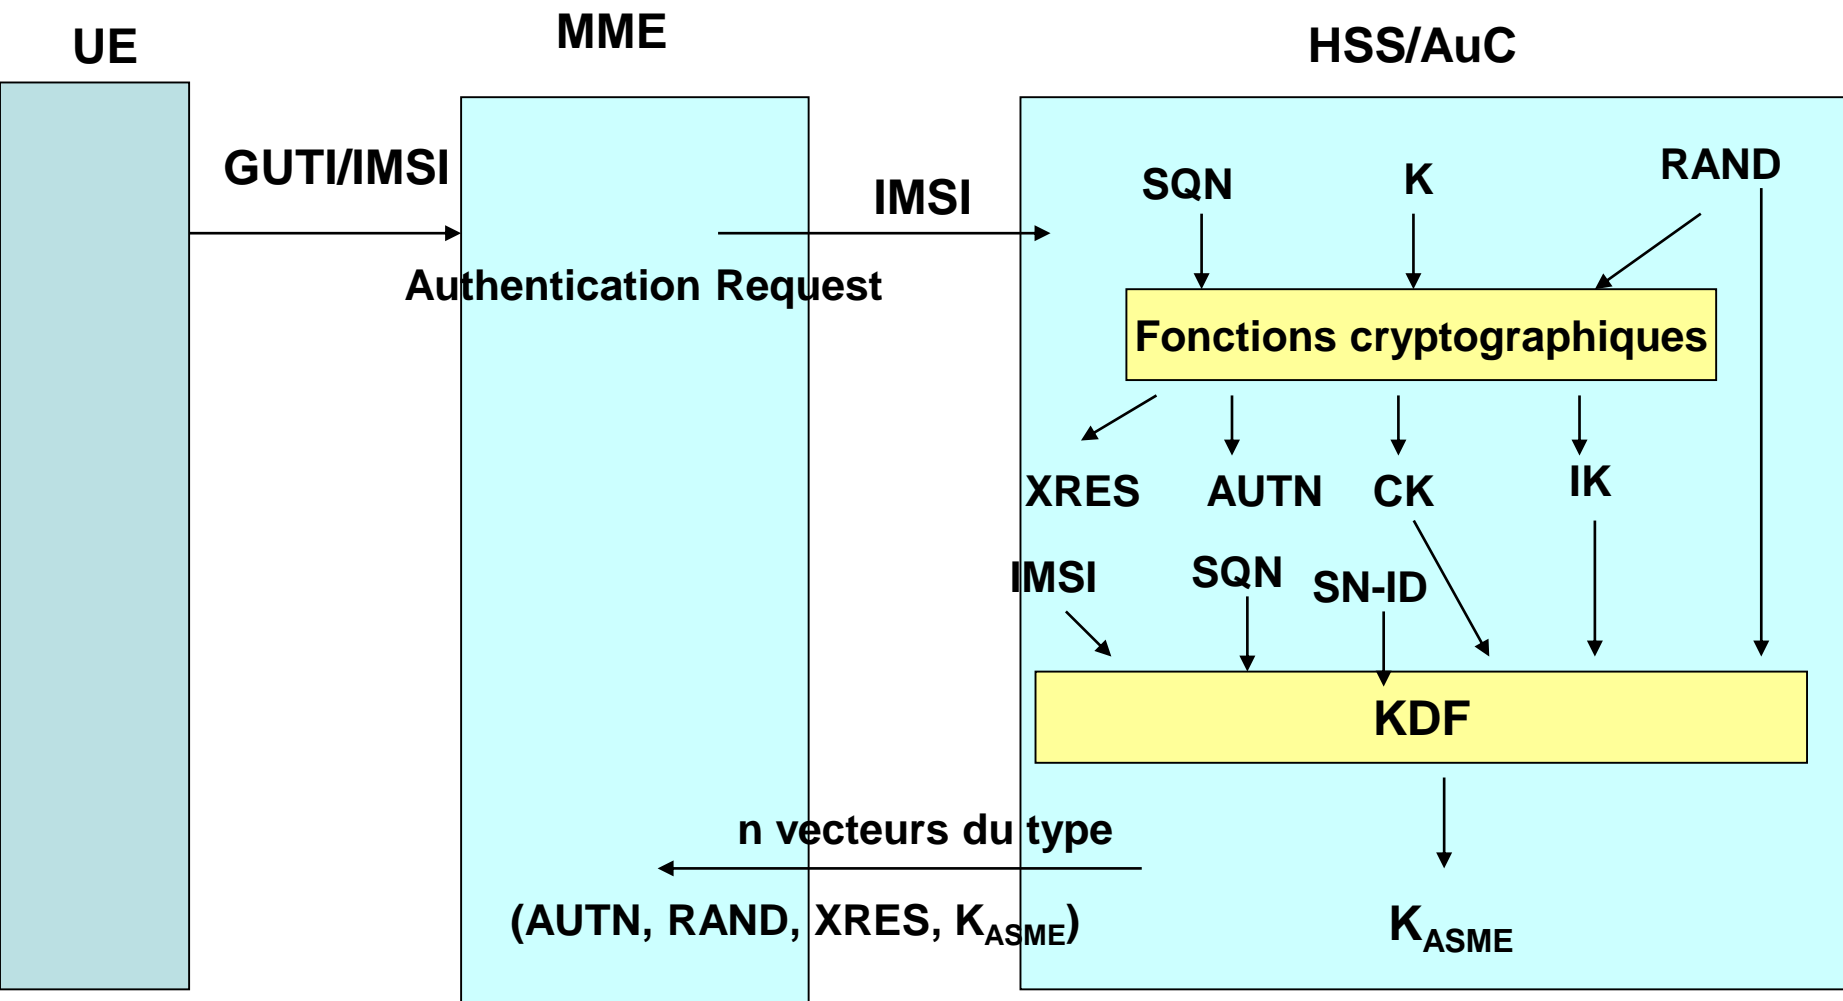 UE
MME
HSS/AuC
GUTI/IMSI
IMSI
Authentication Request
SQN
K
RAND
Fonctions cryptographiques
XRES
AUTN
CK
IK
IMSI
SQN
SN-ID
KDF
n vecteurs du type
(AUTN, RAND, XRES, KASME)
KASME